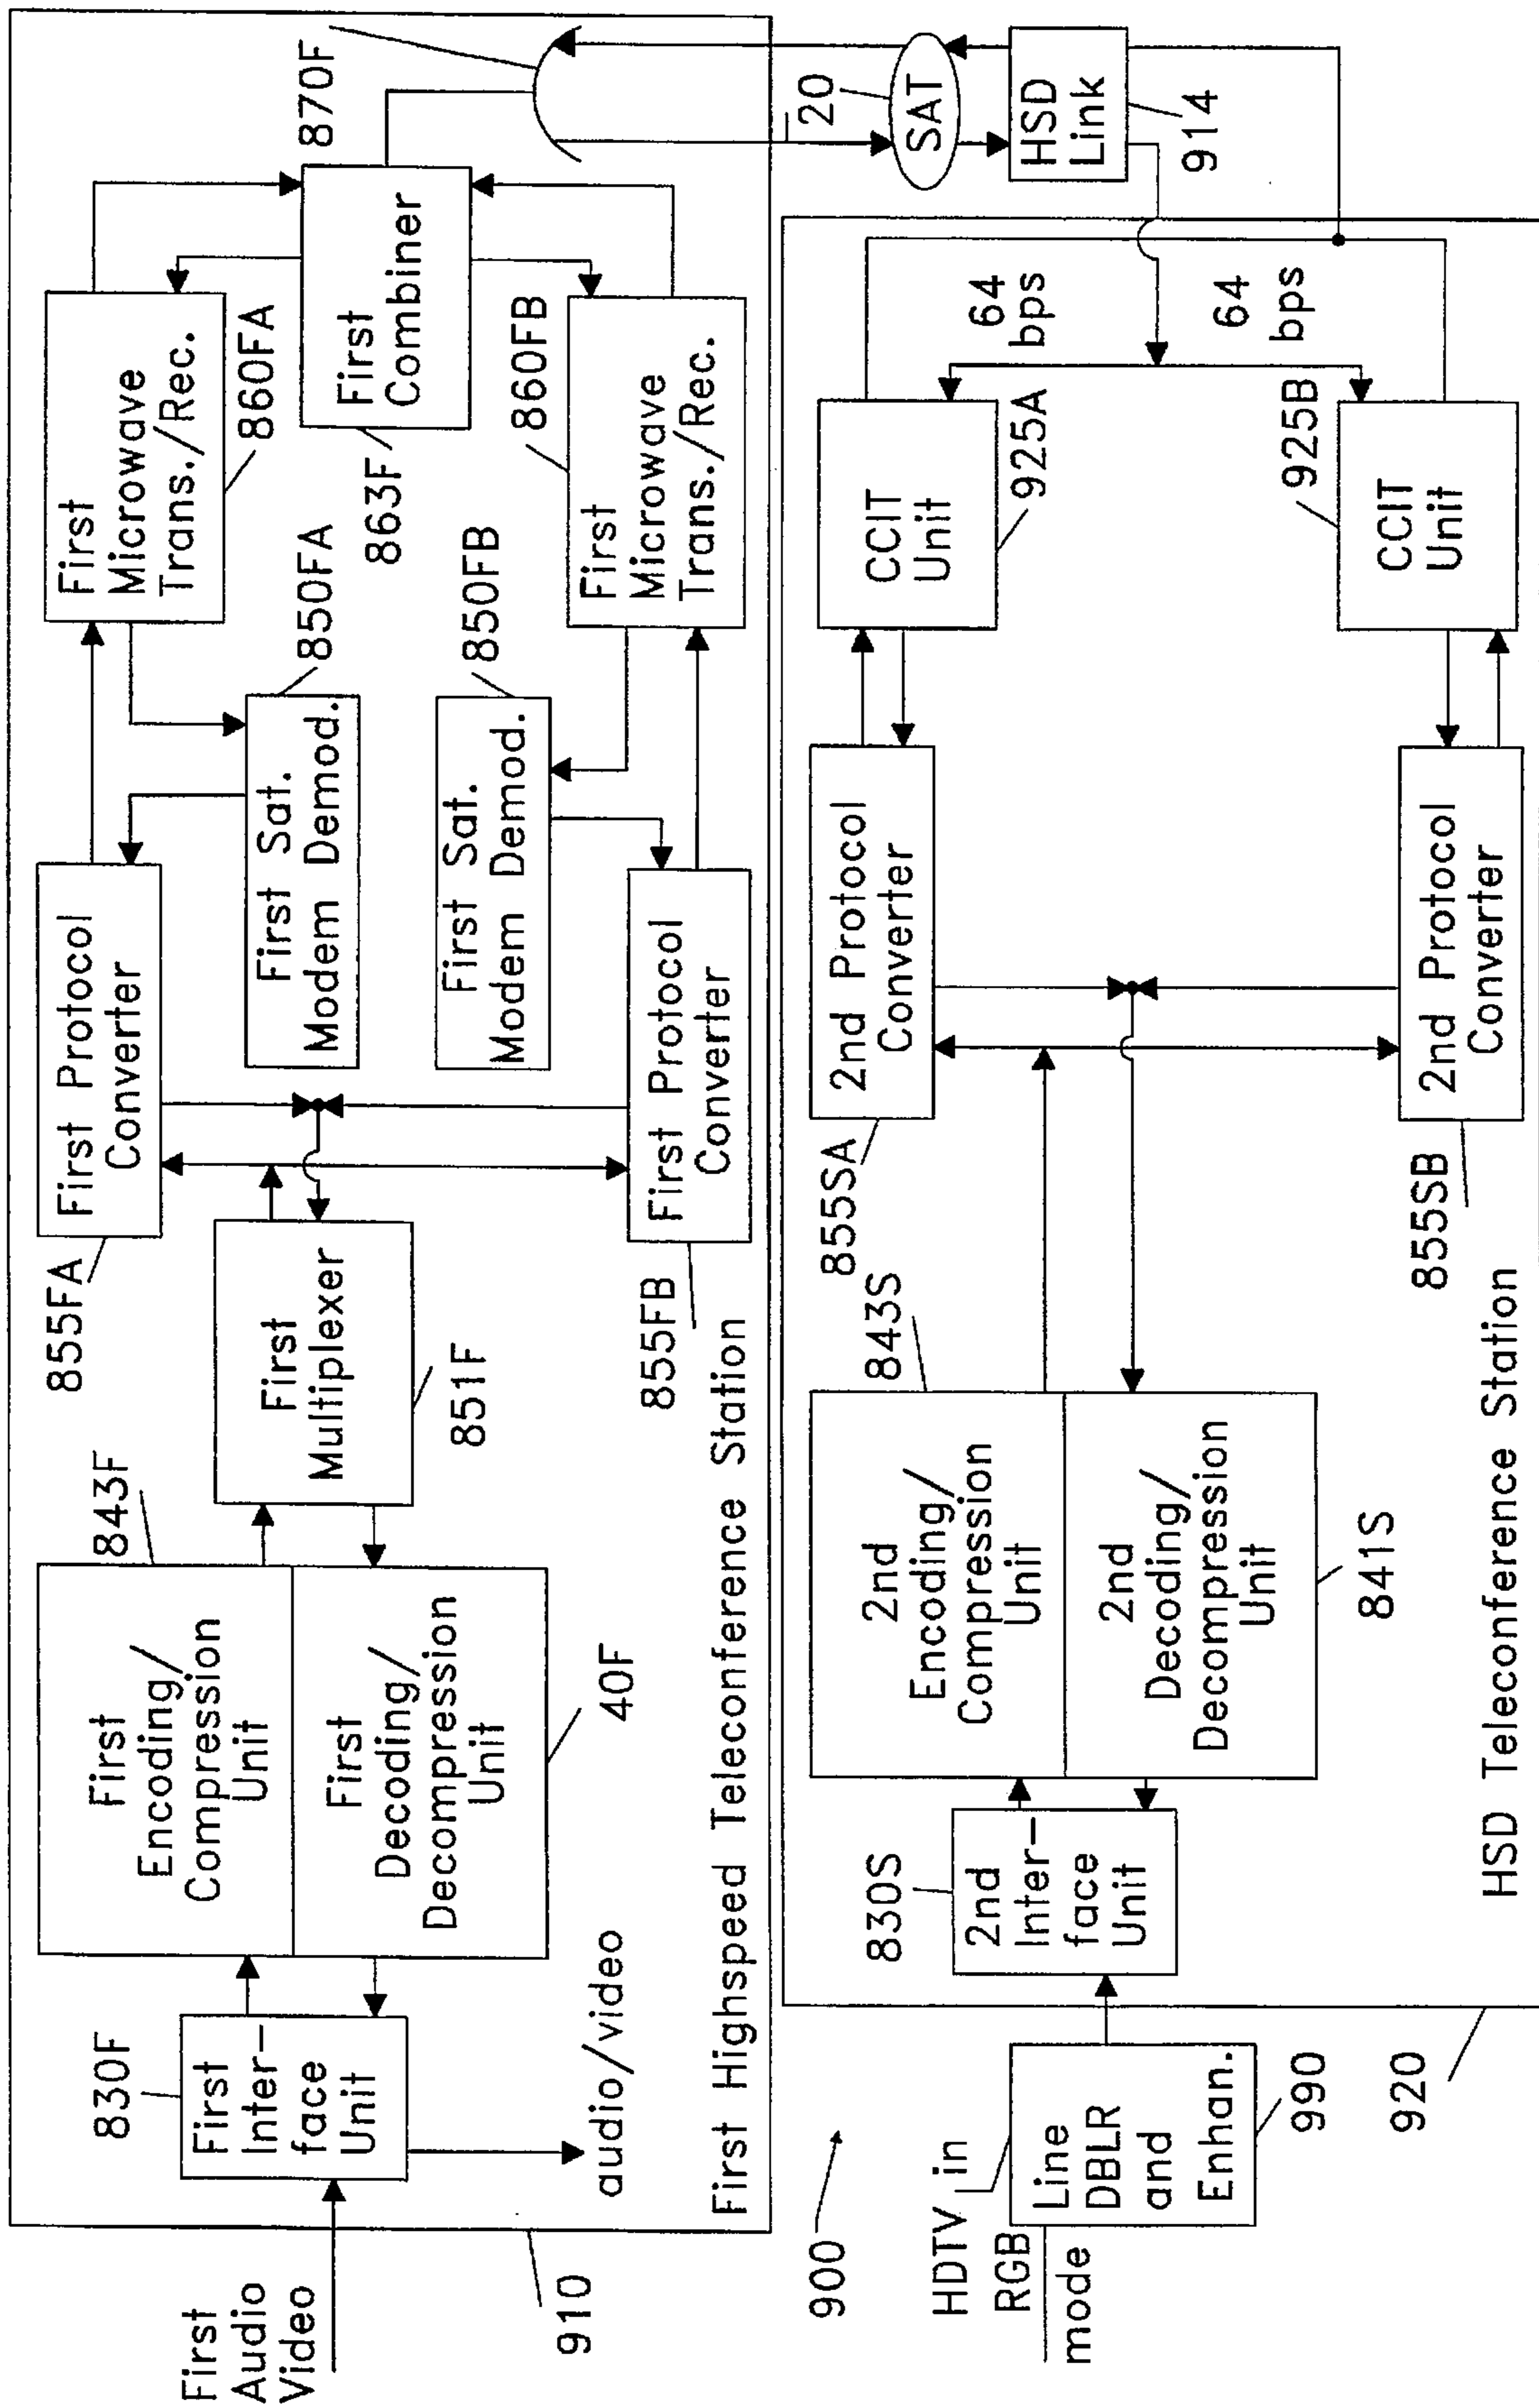 First
Audio
Video
910
830F
First
Inter-
face
Unit
audio/video
First
Encoding/
Compression
Unit
843F
First
Decoding/
Decompression
Unit
40F
First
Multiplexer
851F
855FA
First Protocol
Converter
855FB
First Protocol
Converter
First Sat.
Modem Demod.
850FA
First Sat.
Modem Demod.
850FB
First
Microwave
Trans./Rec.
860FA
First
Microwave
Trans./Rec.
860FB
First
Combiner
863F
870F
First Highspeed Teleconference Station
20
SAT
HSD
Link
914
900
HDTV in
RGB
mode
Line
DBLR
and
Enhan.
990
920
830S
2nd
Inter-
face
Unit
2nd
Encoding/
Compression
Unit
843S
2nd
Decoding/
Decompression
Unit
841S
855SA
2nd Protocol
Converter
855SB
2nd Protocol
Converter
CCIT
Unit
925A
CCIT
Unit
925B
64
bps
64
bps
HSD Teleconference Station